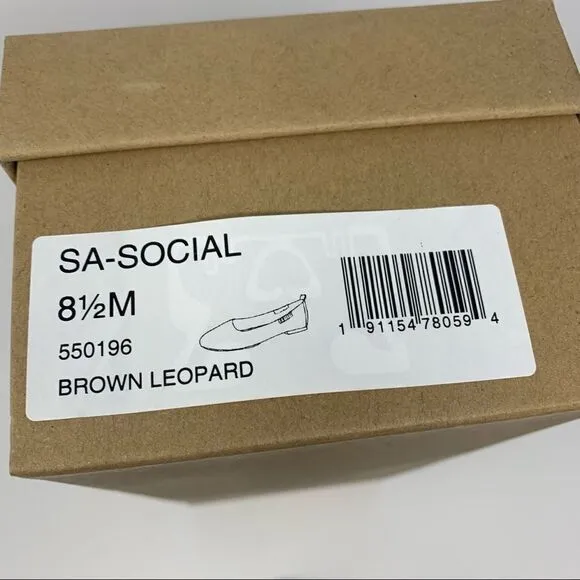 SA-SOCIAL
8½M
550196
BROWN LEOPARD
1 91154 78059 4